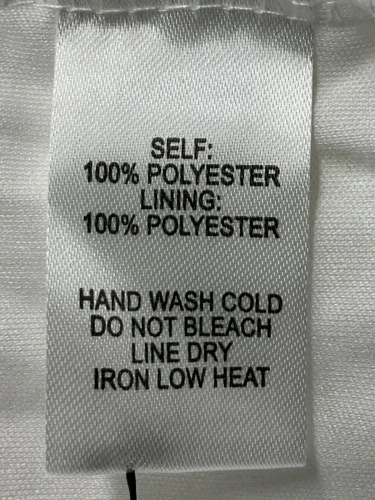 SELF:
100% POLYESTER
LINING:
100% POLYESTER
HAND WASH COLD
DO NOT BLEACH
LINE DRY
IRON LOW HEAT